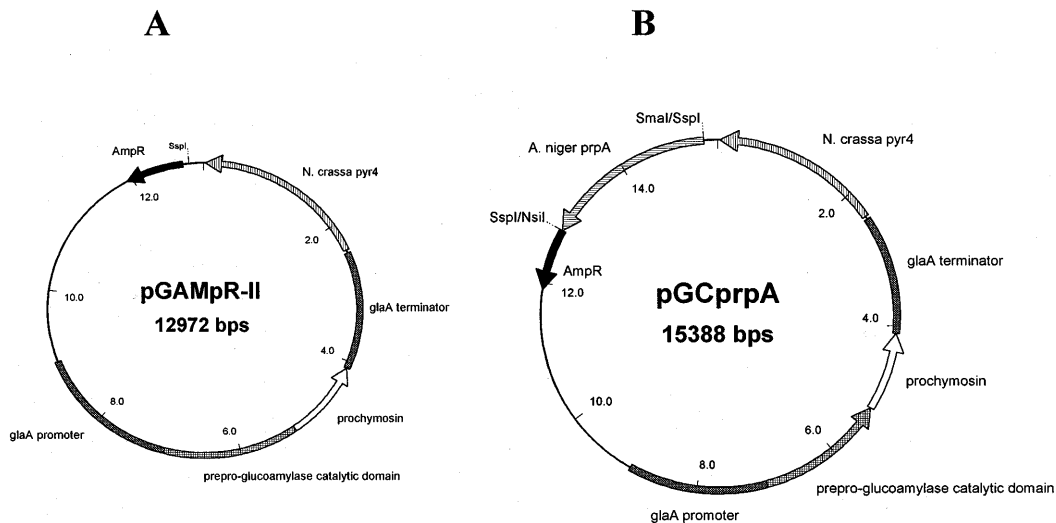 A
B
SspI
AmpR
N. crassa pyr4
12.0
2.0
10.0
pGAMpR-II
12972 bps
glaA terminator
4.0
8.0
prochymosin
glaA promoter
6.0
prepro-glucoamylase catalytic domain
SmaI/SspI
N. crassa pyr4
A. niger prpA
14.0
2.0
SspI/NsiI
glaA terminator
AmpR
12.0
pGCprpA
15388 bps
4.0
prochymosin
10.0
6.0
8.0
prepro-glucoamylase catalytic domain
glaA promoter